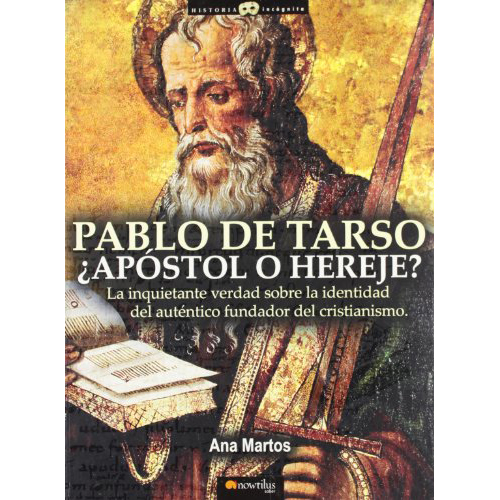 HISTORIA incógnita
PABLO DE TARSO
¿APÓSTOL O HEREJE?
La inquietante verdad sobre la identidad
del auténtico fundador del cristianismo.
Ana Martos
nowtilus
saber